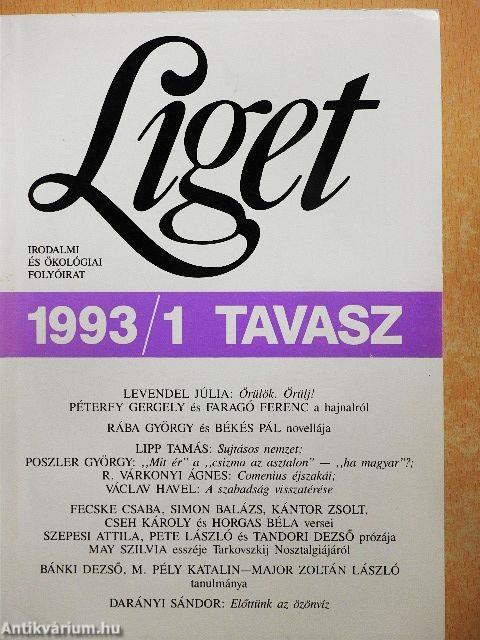 Liget
IRODALMI
ÉS ÖKOLÓGIAI
FOLYÓIRAT
1993/1 TAVASZ
LEVENDEL JÚLIA: Örülök. Örülj!
PÉTERFY GERGELY és FARAGÓ FERENC a hajnalról
RÁBA GYÖRGY és BÉKÉS PÁL novellája
LIPP TAMÁS: Sujtásos nemzet:
POSZLER GYÖRGY: „Mit ér" a „csizma az asztalon" — „ha magyar"?;
R. VÁRKONYI ÁGNES: Comenius éjszakái;
VÁCLAV HAVEL: A szabadság visszatérése
FECSKE CSABA, SIMON BALÁZS, KÁNTOR ZSOLT,
CSEH KÁROLY és HORGAS BÉLA versei
SZEPESI ATTILA, PETE LÁSZLÓ és TANDORI DEZSŐ prózája
MAY SZILVIA esszéje Tarkovszkij Nosztalgiájáról
BÁNKI DEZSŐ, M. PÉLY KATALIN—MAJOR ZOLTÁN LÁSZLÓ
tanulmánya
DARÁNYI SÁNDOR: Előttünk az özönvíz
Antikvárium.hu